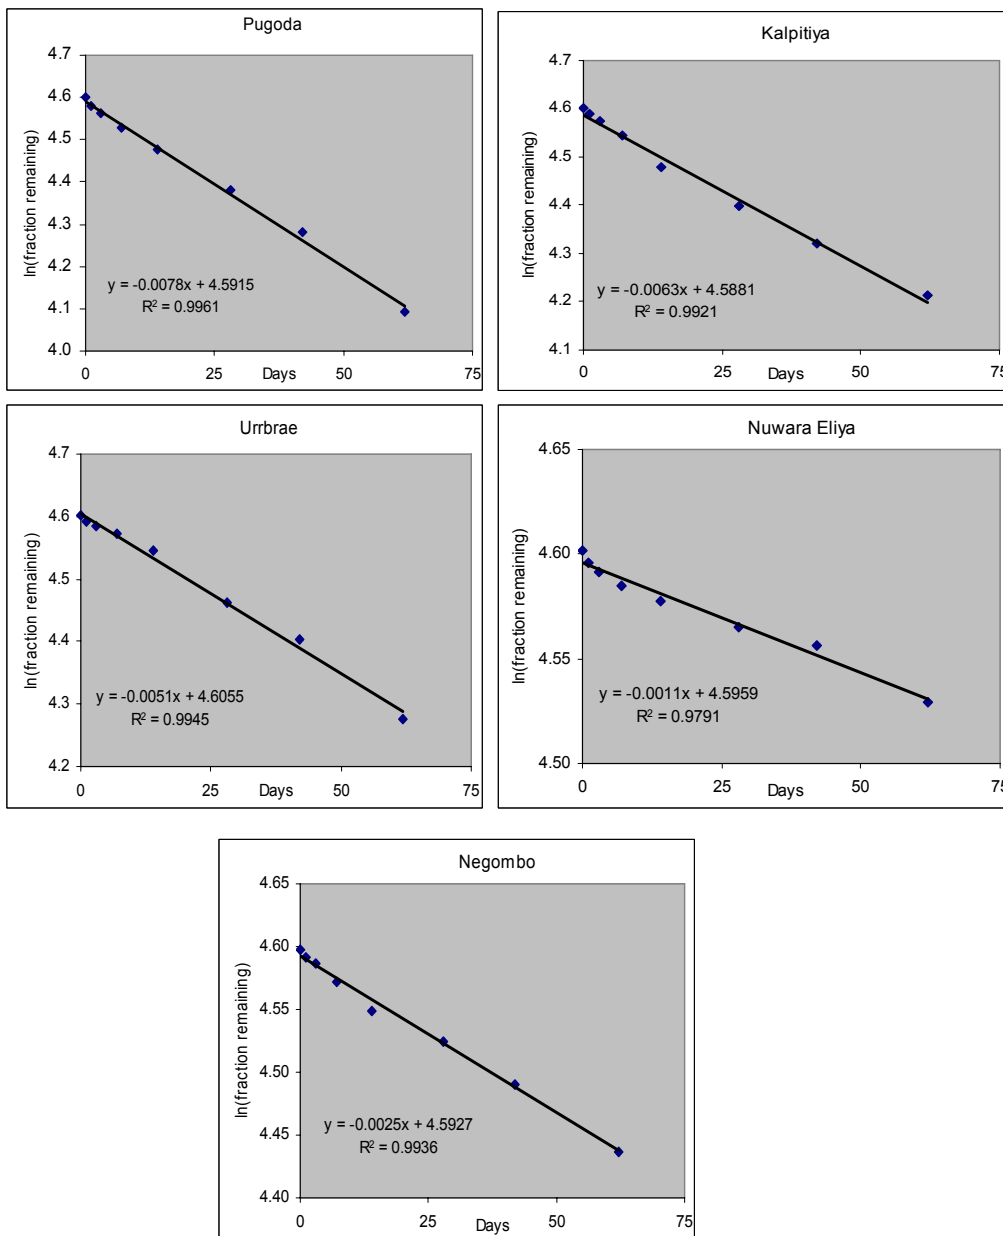 Pugoda
4.7
4.6
4.5
4.4
4.3
4.2
4.1
4.0
ln(fraction remaining)
y = -0.0078x + 4.5915
R² = 0.9961
0 25 50 75
Days
Kalpitiya
4.7
4.6
4.5
4.4
4.3
4.2
4.1
ln(fraction remaining)
y = -0.0063x + 4.5881
R² = 0.9921
0 25 50 75
Days
Urrbrae
4.7
4.6
4.5
4.4
4.3
4.2
ln(fraction remaining)
y = -0.0051x + 4.6055
R² = 0.9945
0 25 50 75
Days
Nuwara Eliya
4.65
4.60
4.55
4.50
ln(fraction remaining)
y = -0.0011x + 4.5959
R² = 0.9791
0 25 50 75
Days
Negombo
4.65
4.60
4.55
4.50
4.45
4.40
ln(fraction remaining)
y = -0.0025x + 4.5927
R² = 0.9936
0 25 50 75
Days